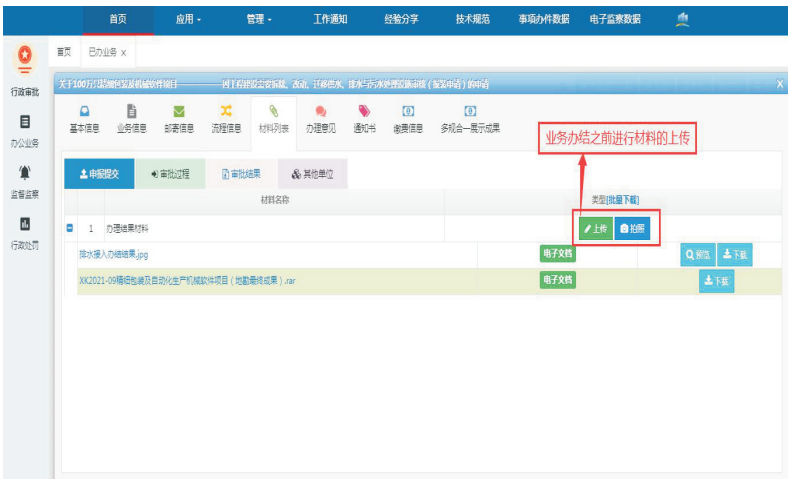 首页 应用 管理 工作通知 经验分享 技术规范 事项办件数据 电子监察数据
首页 已办业务 x
行政审批
办公业务
监督监察
行政处罚
X
基本信息 业务信息 邮寄信息 流程信息 材料列表 办理意见 通知书 缴费信息 多规合一展示成果
业务办结之前进行材料的上传
申报提交 审批过程 审批结果 其他单位
材料名称 类型[批量下载]
1 办理结果材料 上传 拍照
排水接入办结结果.jpg 电子文档 预览 下载
XK2021-09精细包装及自动化生产机械软件项目(地勘最终成果).rar 电子文档 下载